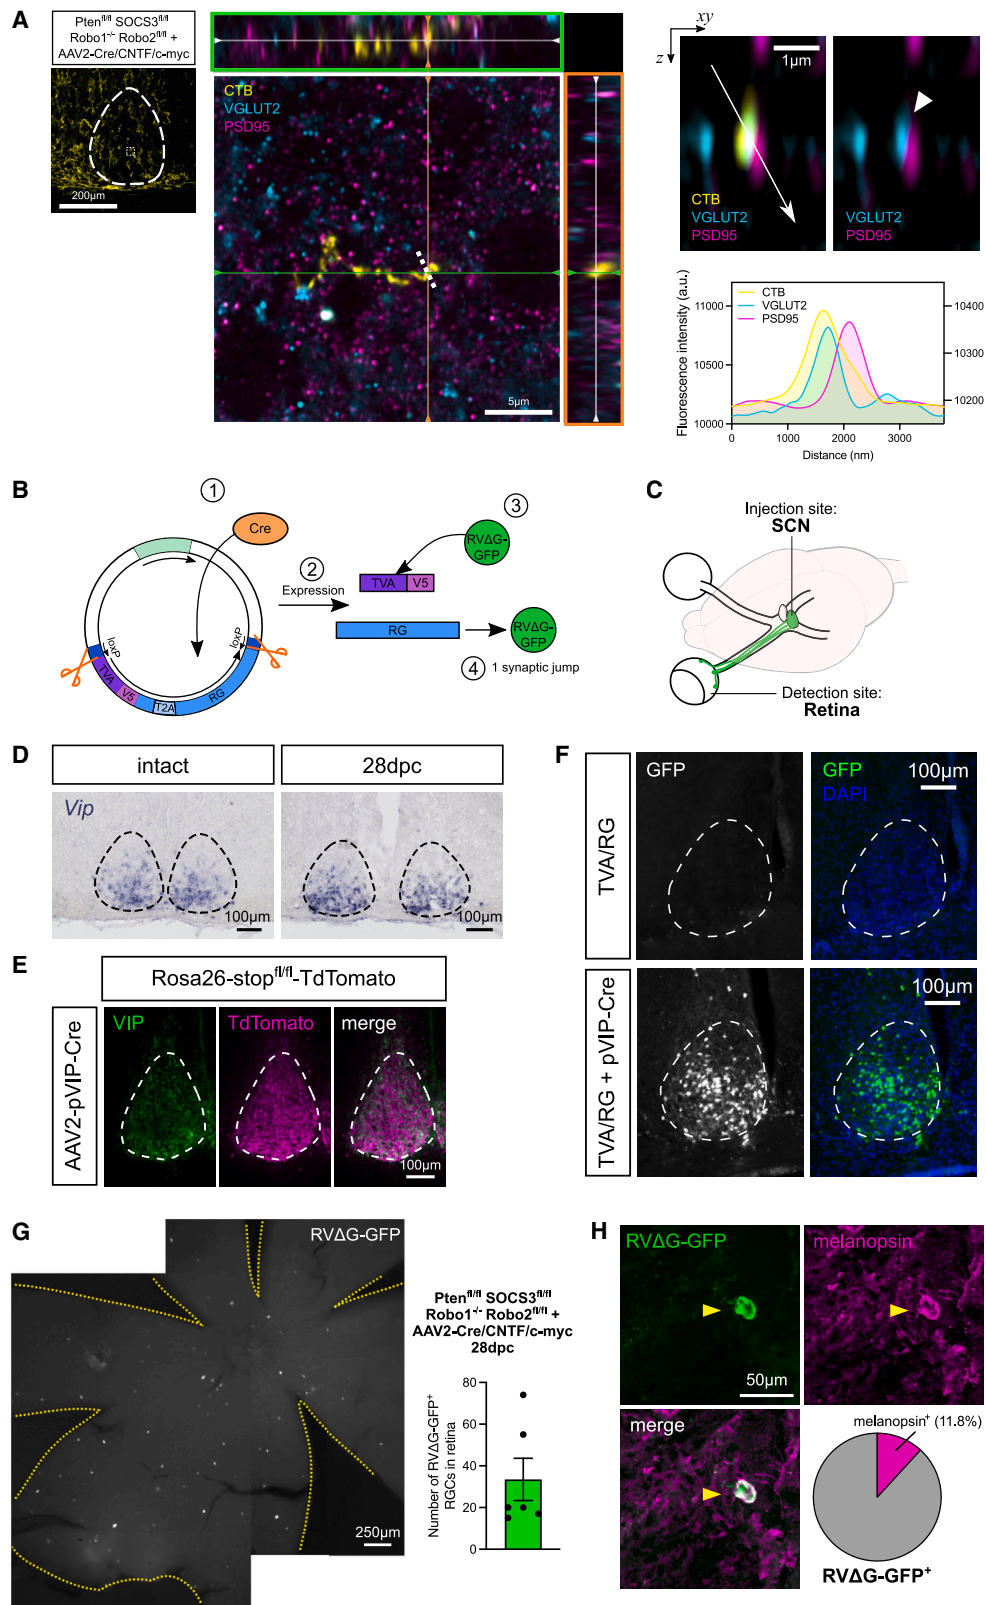 A
Pten^fl/fl SOCS3^fl/fl
Robo1^-/- Robo2^fl/fl +
AAV2-Cre/CNTF/c-myc
200µm
CTB
VGLUT2
PSD95
5µm
xy
z
1µm
CTB
VGLUT2
PSD95
VGLUT2
PSD95
Fluorescence intensity (a.u.)
11000
10500
10000
CTB
VGLUT2
PSD95
10400
10300
10200
0
1000
2000
3000
Distance (nm)
B
1
Cre
2
Expression
3
RVΔG-
GFP
TVA
V5
RG
RVΔG-
GFP
4
1 synaptic jump
loxP
loxP
TVA
V5
T2A
RG
C
Injection site:
SCN
Detection site:
Retina
D
intact
28dpc
Vip
100µm
100µm
E
Rosa26-stop^fl/fl-TdTomato
AAV2-pVIP-Cre
VIP
TdTomato
merge
100µm
F
TVA/RG
GFP
GFP
DAPI
100µm
TVA/RG + pVIP-Cre
100µm
G
RVΔG-GFP
250µm
Pten^fl/fl SOCS3^fl/fl
Robo1^-/- Robo2^fl/fl +
AAV2-Cre/CNTF/c-myc
28dpc
Number of RVΔG-GFP^+
RGCs in retina
80
60
40
20
0
H
RVΔG-GFP
50µm
melanopsin
merge
melanopsin^+ (11.8%)
RVΔG-GFP^+